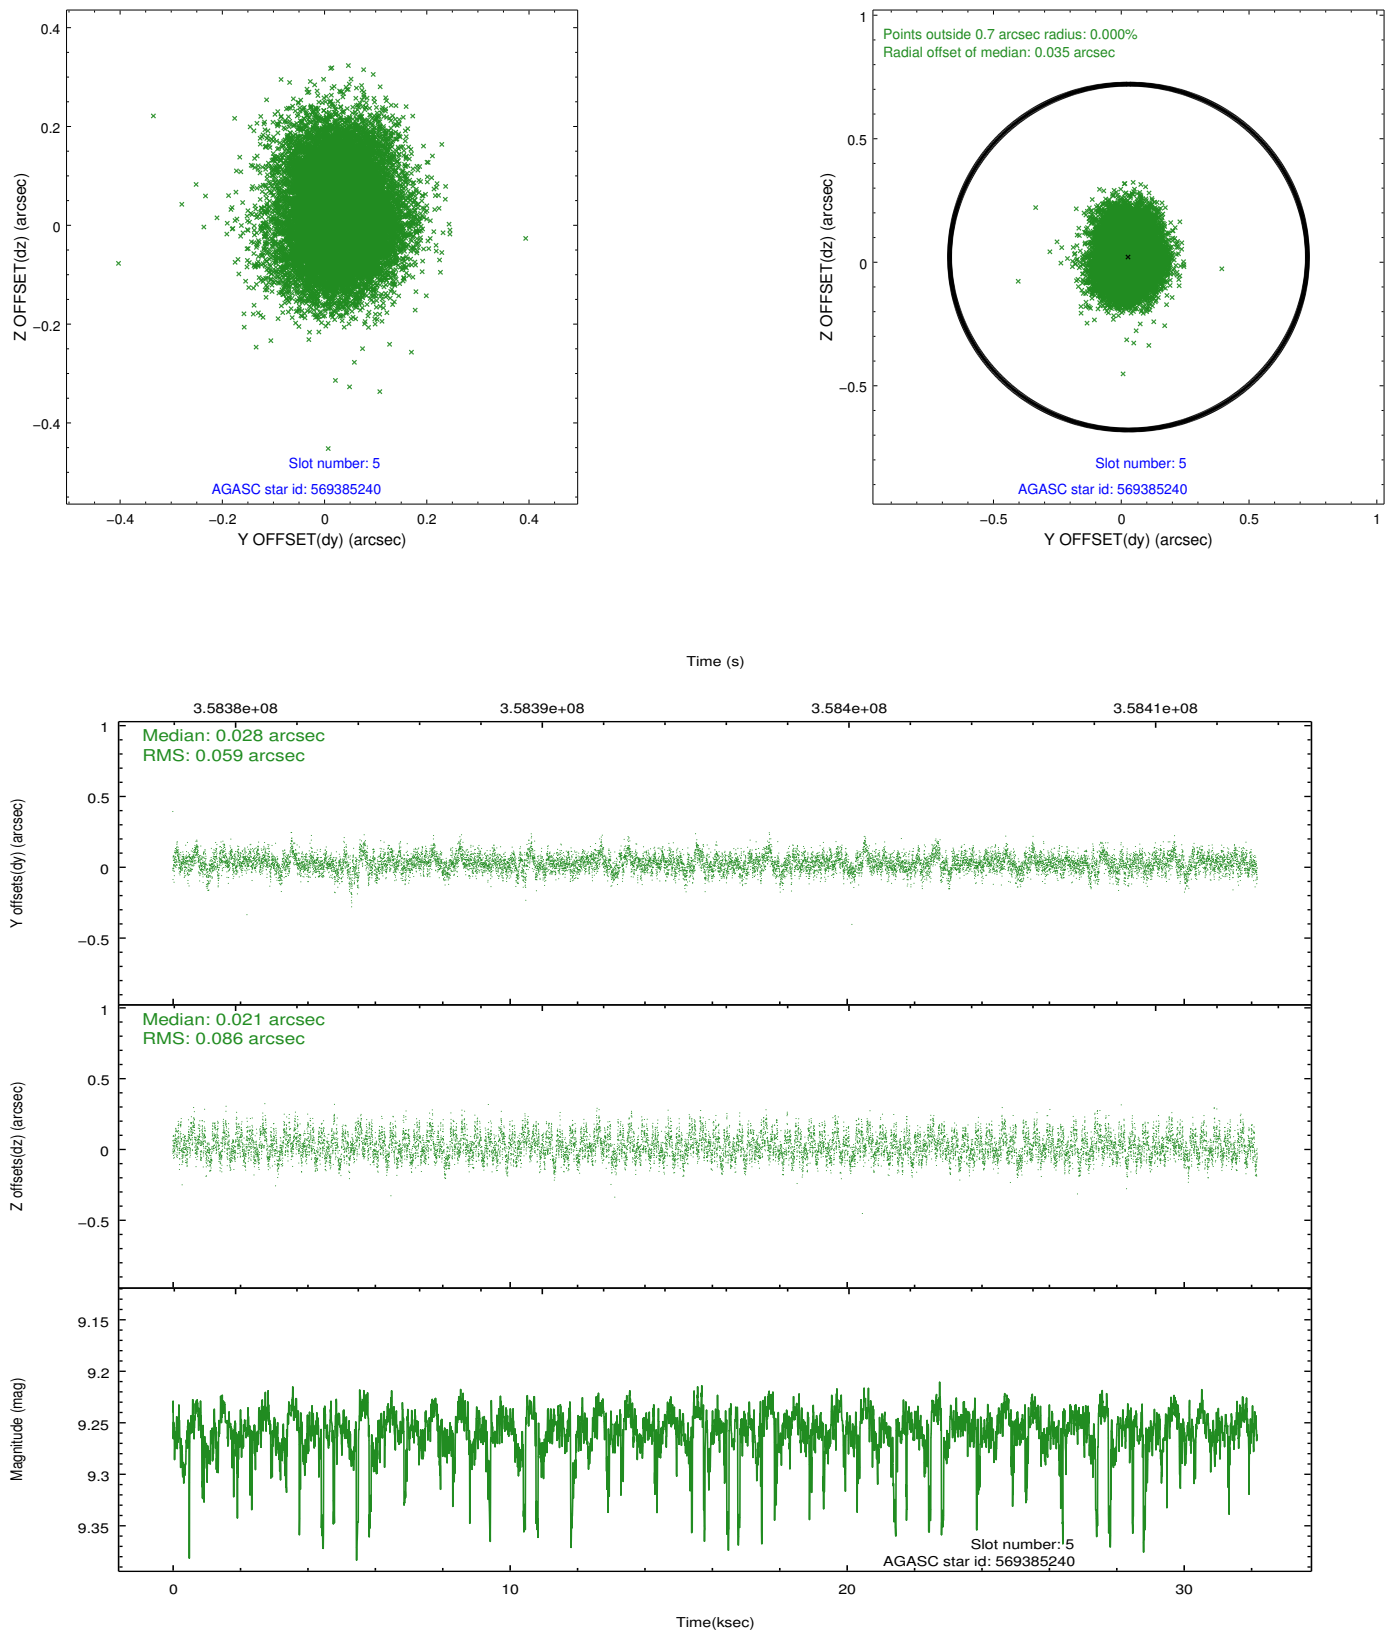 0.4
0.2
0
−0.2
−0.4
Z OFFSET(dz) (arcsec)
Slot number: 5
AGASC star id: 569385240
−0.4
−0.2
0
0.2
0.4
Y OFFSET(dy) (arcsec)
Points outside 0.7 arcsec radius: 0.000%
Radial offset of median: 0.035 arcsec
1
0.5
0
−0.5
Z OFFSET(dz) (arcsec)
Slot number: 5
AGASC star id: 569385240
−0.5
0
0.5
1
Y OFFSET(dy) (arcsec)
Time (s)
3.5838e+08
3.5839e+08
3.584e+08
3.5841e+08
Median: 0.028 arcsec
RMS: 0.059 arcsec
1
0.5
0
−0.5
Y offsets(dy) (arcsec)
Median: 0.021 arcsec
RMS: 0.086 arcsec
1
0.5
0
−0.5
Z offsets(dz) (arcsec)
9.15
9.2
9.25
9.3
9.35
Magnitude (mag)
Slot number: 5
AGASC star id: 569385240
0
10
20
30
Time(ksec)